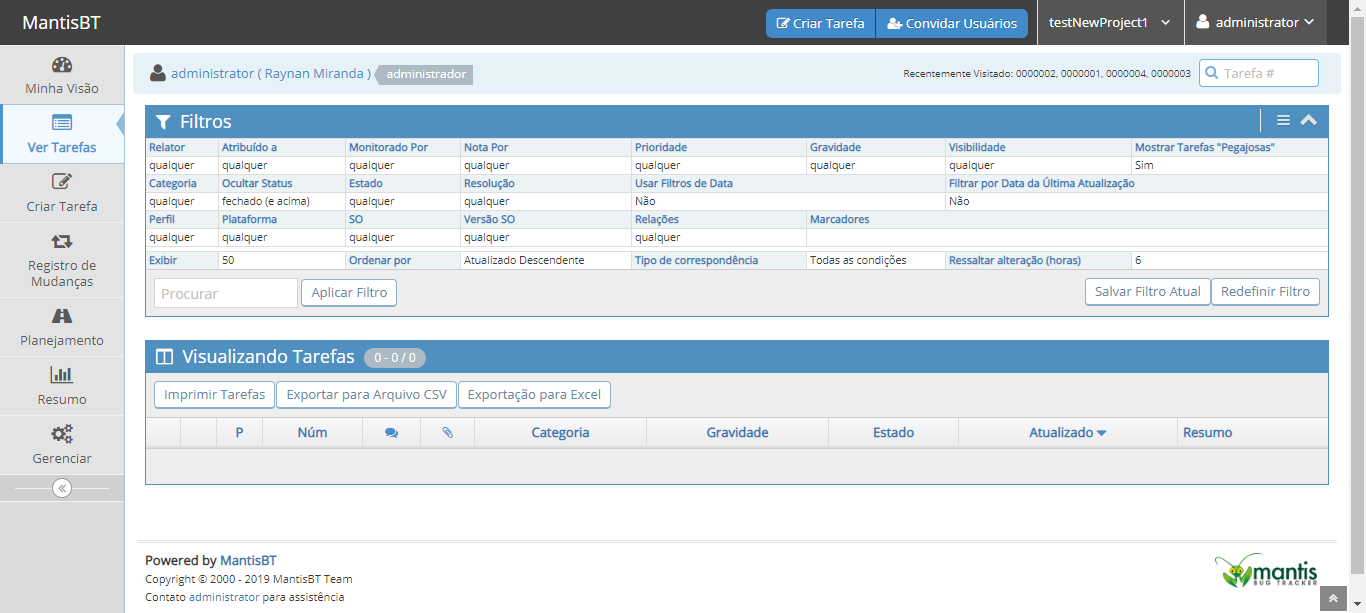 MantisBT
Criar Tarefa
Convidar Usuários
testNewProject1
administrator
Minha Visão
Ver Tarefas
Criar Tarefa
Registro de
Mudanças
Planejamento
Resumo
Gerenciar
administrator ( Raynan Miranda ) administrador
Recentemente Visitado: 0000002, 0000001, 0000004, 0000003
Tarefa #
Filtros
Relator Atribuído a Monitorado Por Nota Por Prioridade Gravidade Visibilidade Mostrar Tarefas "Pegajosas"
qualquer qualquer qualquer qualquer qualquer qualquer qualquer Sim
Categoria Ocultar Status Estado Resolução Usar Filtros de Data Filtrar por Data da Última Atualização
qualquer fechado (e acima) qualquer qualquer Não Não
Perfil Plataforma SO Versão SO Relações Marcadores
qualquer qualquer qualquer qualquer qualquer
Exibir 50 Ordenar por Atualizado Descendente Tipo de correspondência Todas as condições Ressaltar alteração (horas) 6
Procurar Aplicar Filtro Salvar Filtro Atual Redefinir Filtro
Visualizando Tarefas 0 - 0 / 0
Imprimir Tarefas Exportar para Arquivo CSV Exportação para Excel
P Núm Categoria Gravidade Estado Atualizado Resumo
Powered by MantisBT
Copyright © 2000 - 2019 MantisBT Team
Contato administrator para assistência
mantis
BUG TRACKER